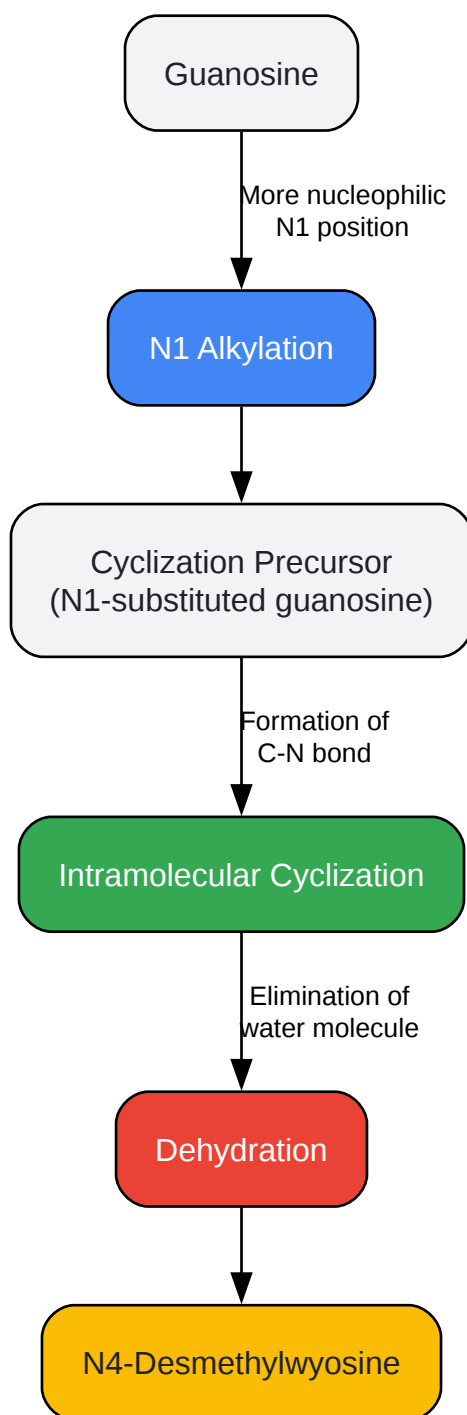 Guanosine
More nucleophilic
N1 position
N1 Alkylation
Cyclization Precursor
(N1-substituted guanosine)
Formation of
C-N bond
Intramolecular Cyclization
Elimination of
water molecule
Dehydration
N4-Desmethylwyosine